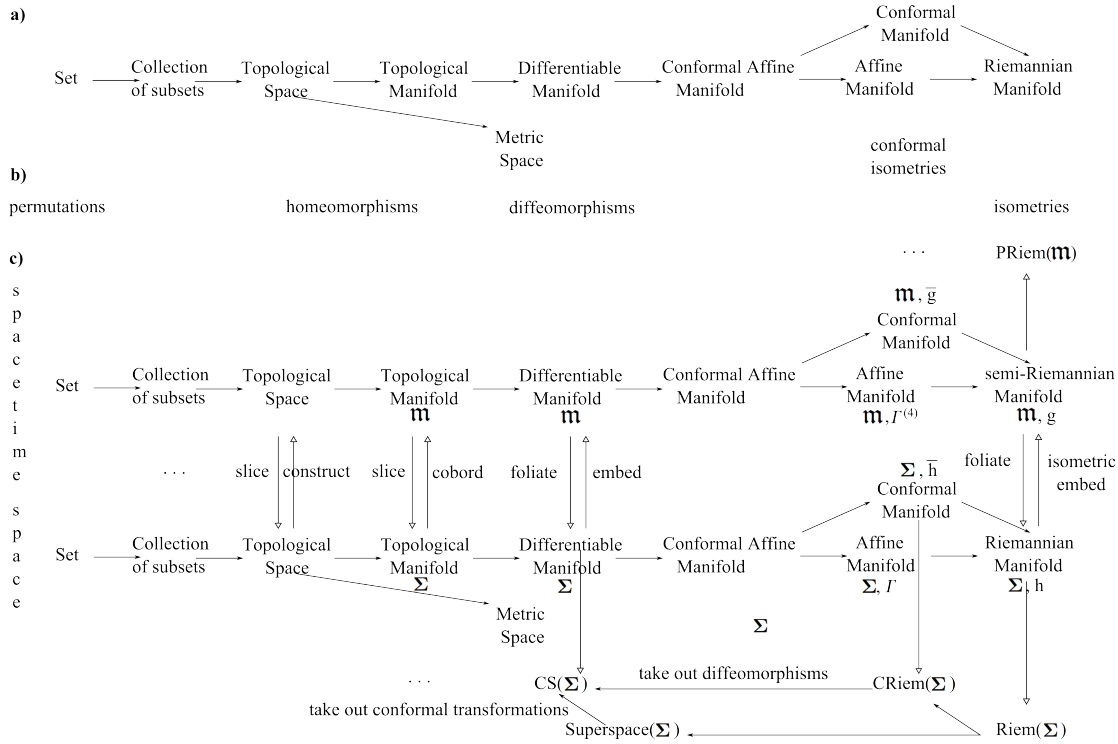 a)
Conformal
Manifold
Set
Collection
of subsets
Topological
Space
Topological
Manifold
Differentiable
Manifold
Conformal Affine
Manifold
Affine
Manifold
Riemannian
Manifold
Metric
Space
conformal
isometries
b)
permutations
homeomorphisms
diffeomorphisms
isometries
c)
· · ·
PRiem(𝔪)
spacetime
𝔪, g̅
Conformal
Manifold
Set
Collection
of subsets
Topological
Space
Topological
Manifold
𝔪
Differentiable
Manifold
𝔪
Conformal Affine
Manifold
Affine
Manifold
𝔪, Γ⁽⁴⁾
semi-Riemannian
Manifold
𝔪, g
· · ·
slice
construct
slice
cobord
foliate
embed
foliate
isometric
embed
space
Σ, h̅
Conformal
Manifold
Set
Collection
of subsets
Topological
Space
Topological
Manifold
Σ
Differentiable
Manifold
Σ
Conformal Affine
Manifold
Affine
Manifold
Σ, Γ
Riemannian
Manifold
Σ, h
Metric
Space
Σ
· · ·
CS(Σ)
take out diffeomorphisms
CRiem(Σ)
take out conformal transformations
Superspace(Σ)
Riem(Σ)